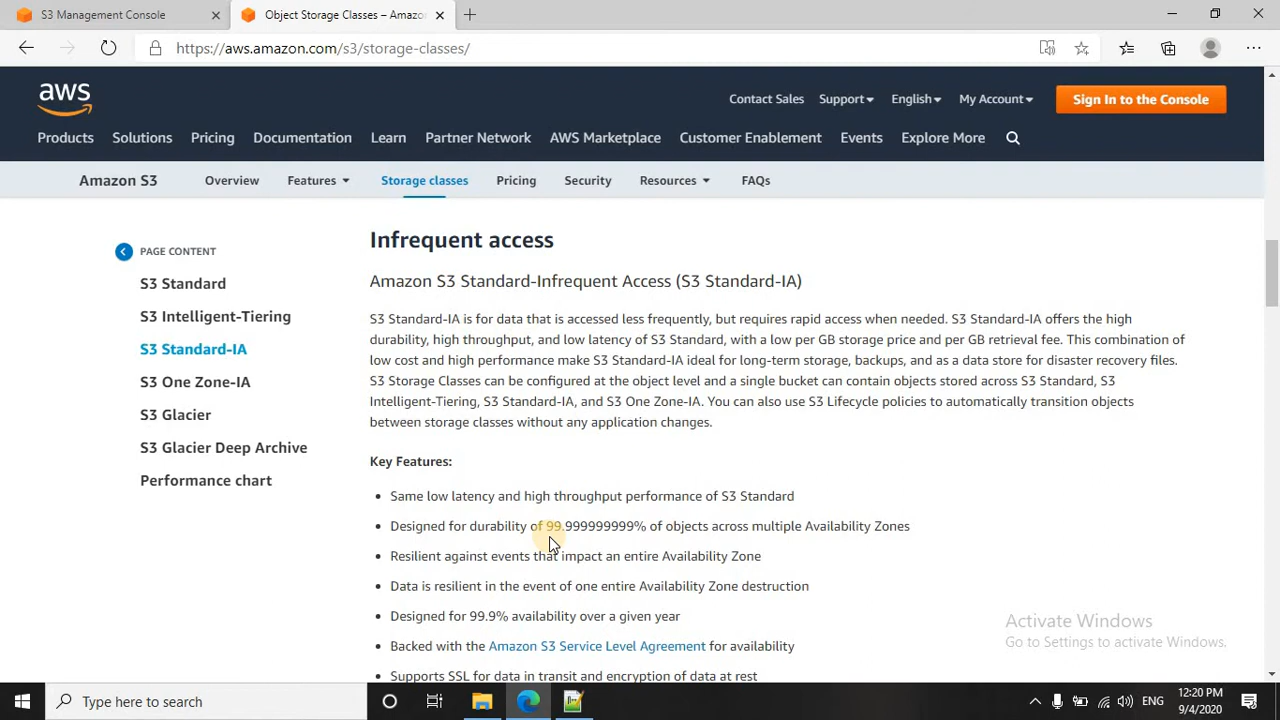 S3 Management Console
Object Storage Classes – Amazo
https://aws.amazon.com/s3/storage-classes/
aws
Contact Sales Support English My Account Sign In to the Console
Products Solutions Pricing Documentation Learn Partner Network AWS Marketplace Customer Enablement Events Explore More
Amazon S3 Overview Features Storage classes Pricing Security Resources FAQs
PAGE CONTENT
S3 Standard
S3 Intelligent-Tiering
S3 Standard-IA
S3 One Zone-IA
S3 Glacier
S3 Glacier Deep Archive
Performance chart
Infrequent access
Amazon S3 Standard-Infrequent Access (S3 Standard-IA)
S3 Standard-IA is for data that is accessed less frequently, but requires rapid access when needed. S3 Standard-IA offers the high
durability, high throughput, and low latency of S3 Standard, with a low per GB storage price and per GB retrieval fee. This combination of
low cost and high performance make S3 Standard-IA ideal for long-term storage, backups, and as a data store for disaster recovery files.
S3 Storage Classes can be configured at the object level and a single bucket can contain objects stored across S3 Standard, S3
Intelligent-Tiering, S3 Standard-IA, and S3 One Zone-IA. You can also use S3 Lifecycle policies to automatically transition objects
between storage classes without any application changes.
Key Features:
• Same low latency and high throughput performance of S3 Standard
• Designed for durability of 99.999999999% of objects across multiple Availability Zones
• Resilient against events that impact an entire Availability Zone
• Data is resilient in the event of one entire Availability Zone destruction
• Designed for 99.9% availability over a given year
• Backed with the Amazon S3 Service Level Agreement for availability
• Supports SSL for data in transit and encryption of data at rest
Activate Windows
Go to Settings to activate Windows.
Type here to search
ENG
12:20 PM
9/4/2020